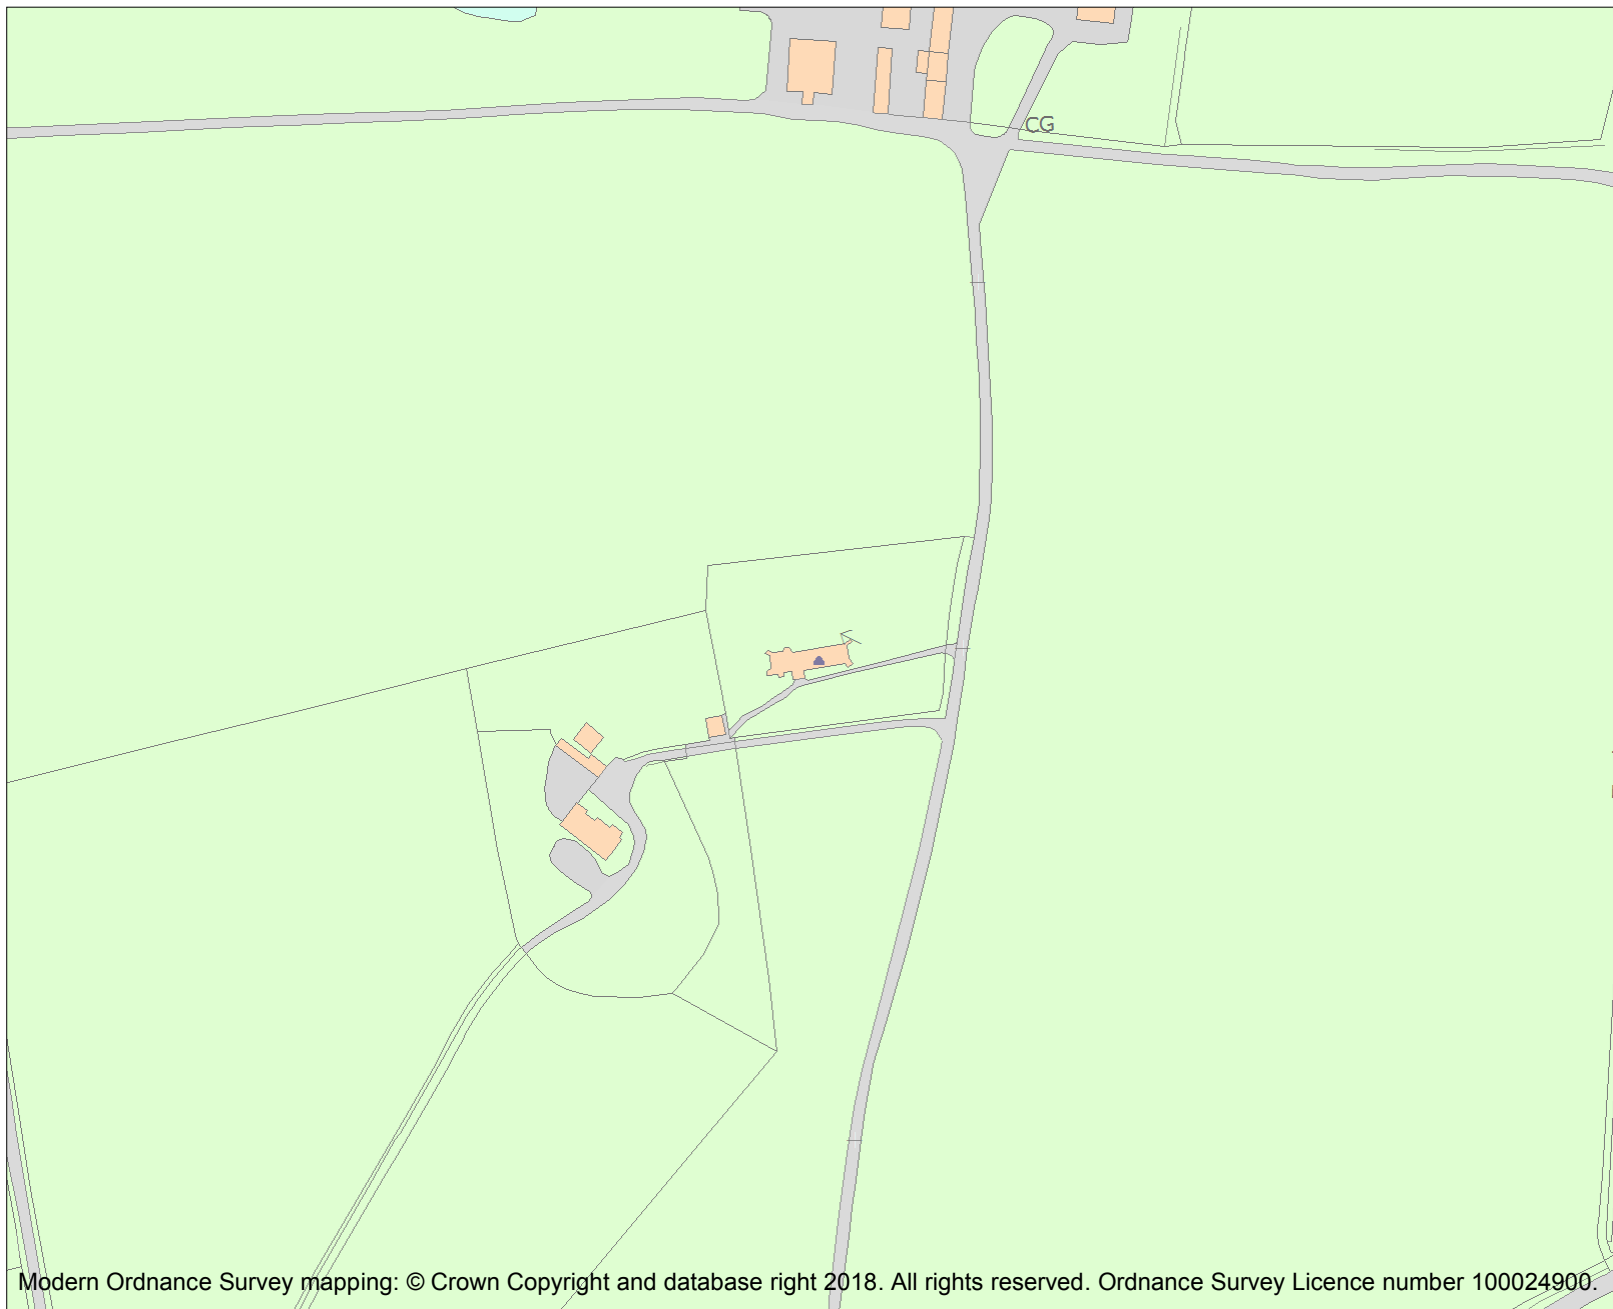 CG
Modern Ordnance Survey mapping: © Crown Copyright and database right 2018. All rights reserved. Ordnance Survey Licence number 100024900.